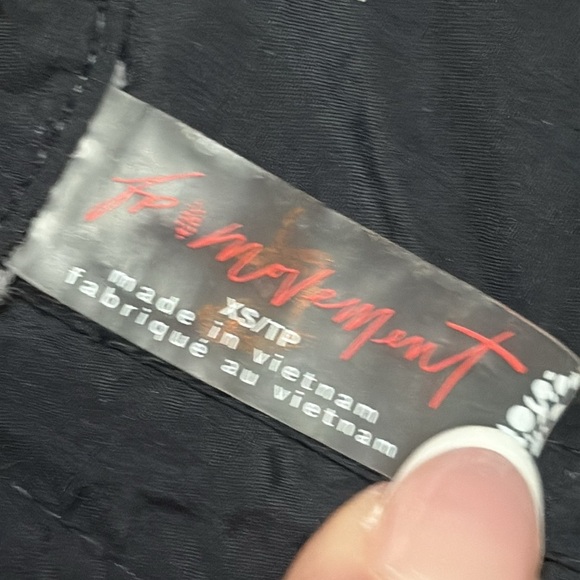 fp movement
XS/TP
made in vietnam
fabriqué au vietnam